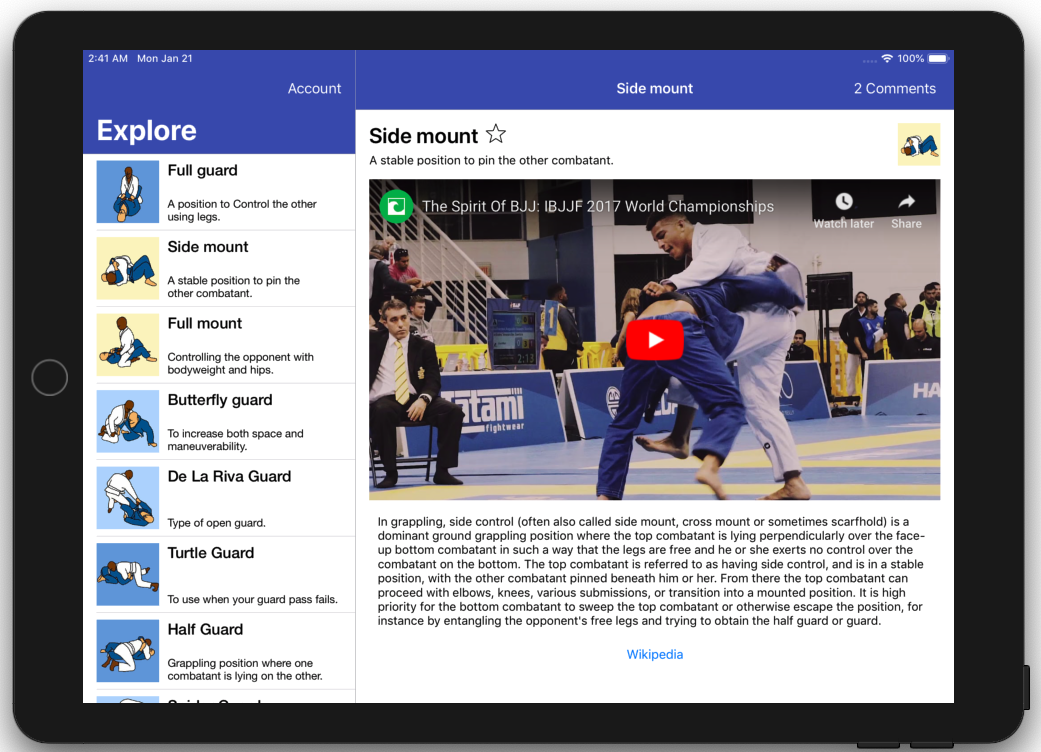 2:41 AM Mon Jan 21
100%
Account
Side mount
2 Comments
Explore
Full guard
A position to Control the other
using legs.
Side mount
A stable position to pin the
other combatant.
Full mount
Controlling the opponent with
bodyweight and hips.
Butterfly guard
To increase both space and
maneuverability.
De La Riva Guard
Type of open guard.
Turtle Guard
To use when your guard pass fails.
Half Guard
Grappling position where one
combatant is lying on the other.
Side mount
A stable position to pin the other combatant.
The Spirit Of BJJ: IBJJF 2017 World Championships
Watch later
Share
1
2:13
tatami
fightwear
HA
In grappling, side control (often also called side mount, cross mount or sometimes scarfhold) is a
dominant ground grappling position where the top combatant is lying perpendicularly over the face-
up bottom combatant in such a way that the legs are free and he or she exerts no control over the
combatant on the bottom. The top combatant is referred to as having side control, and is in a stable
position, with the other combatant pinned beneath him or her. From there the top combatant can
proceed with elbows, knees, various submissions, or transition into a mounted position. It is high
priority for the bottom combatant to sweep the top combatant or otherwise escape the position, for
instance by entangling the opponent's free legs and trying to obtain the half guard or guard.
Wikipedia